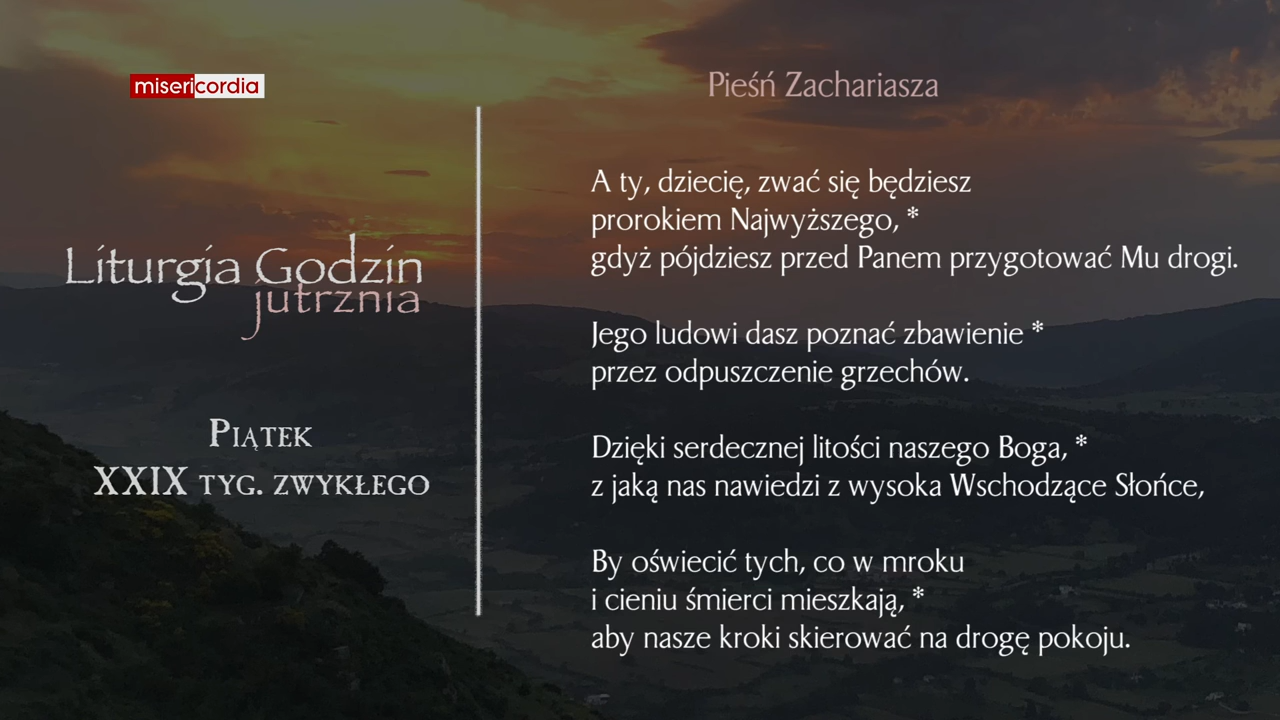 misericordia
Liturgia Godzin
jutrznia
Piątek
XXIX tyg. zwykłego
Pieśń Zachariasza
A ty, dziecię, zwać się będziesz
prorokiem Najwyższego, *
gdyż pójdziesz przed Panem przygotować Mu drogi.
Jego ludowi dasz poznać zbawienie *
przez odpuszczenie grzechów.
Dzięki serdecznej litości naszego Boga, *
z jaką nas nawiedzi z wysoka Wschodzące Słońce,
By oświecić tych, co w mroku
i cieniu śmierci mieszkają, *
aby nasze kroki skierować na drogę pokoju.